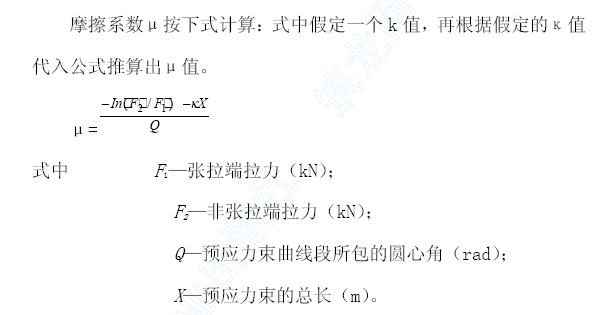 摩擦系数μ按下式计算：式中假定一个k值，再根据假定的κ值
代入公式推算出μ值。
μ = −In(F₂ / F₁) −κX / Q
式中 F₁—张拉端拉力（kN）；
F₂—非张拉端拉力（kN）；
Q—预应力束曲线段所包的圆心角（rad）；
X—预应力束的总长（m）。
筑龙网